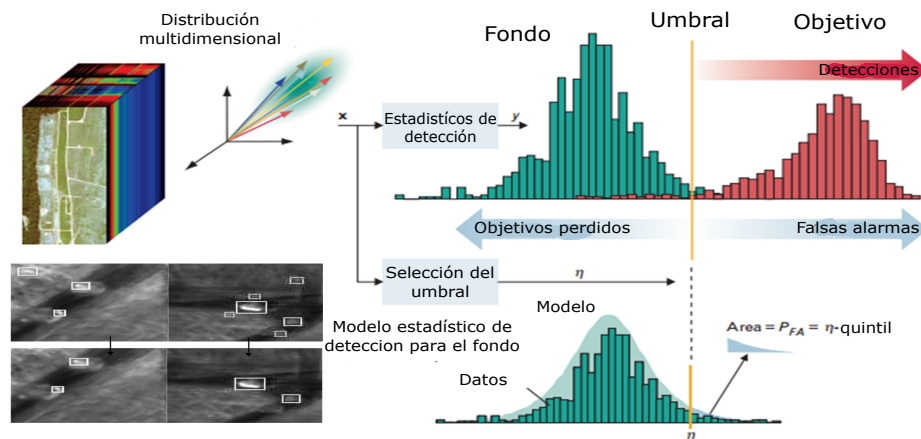 Distribución
multidimensional
Fondo
Umbral
Objetivo
Detecciones
x
Estadistícos de
detección
y
Objetivos perdidos
Falsas alarmas
Selección del
umbral
η
Modelo
Modelo estadístico de
deteccion para el fondo
Area = P_FA = η-quintil
Datos
η